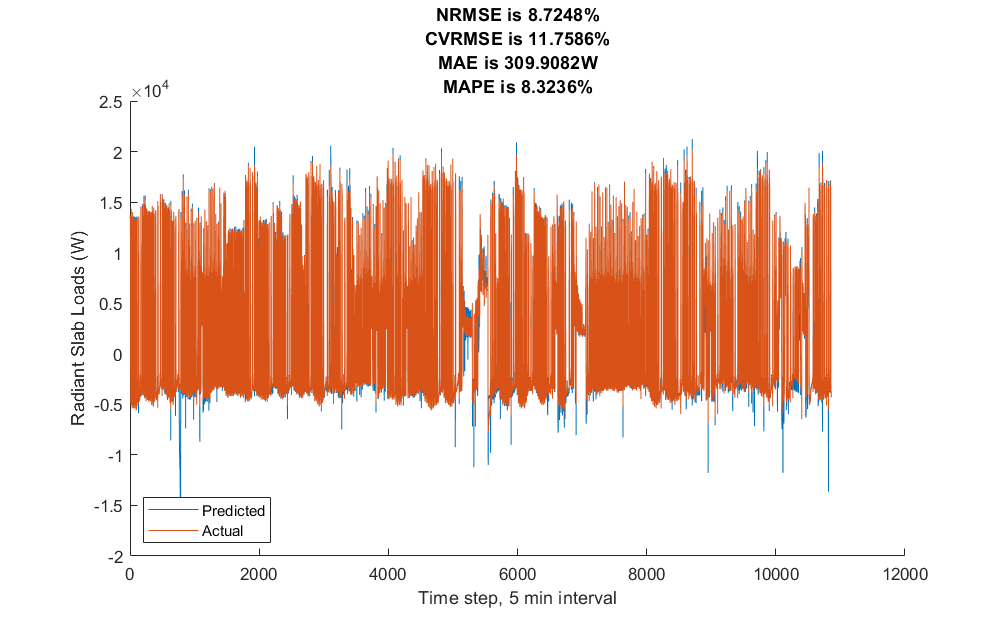 NRMSE is 8.7248%
CVRMSE is 11.7586%
MAE is 309.9082W
MAPE is 8.3236%
×10^4
2.5
2
1.5
1
0.5
0
-0.5
-1
-1.5
-2
Radiant Slab Loads (W)
Predicted
Actual
0 2000 4000 6000 8000 10000 12000
Time step, 5 min interval